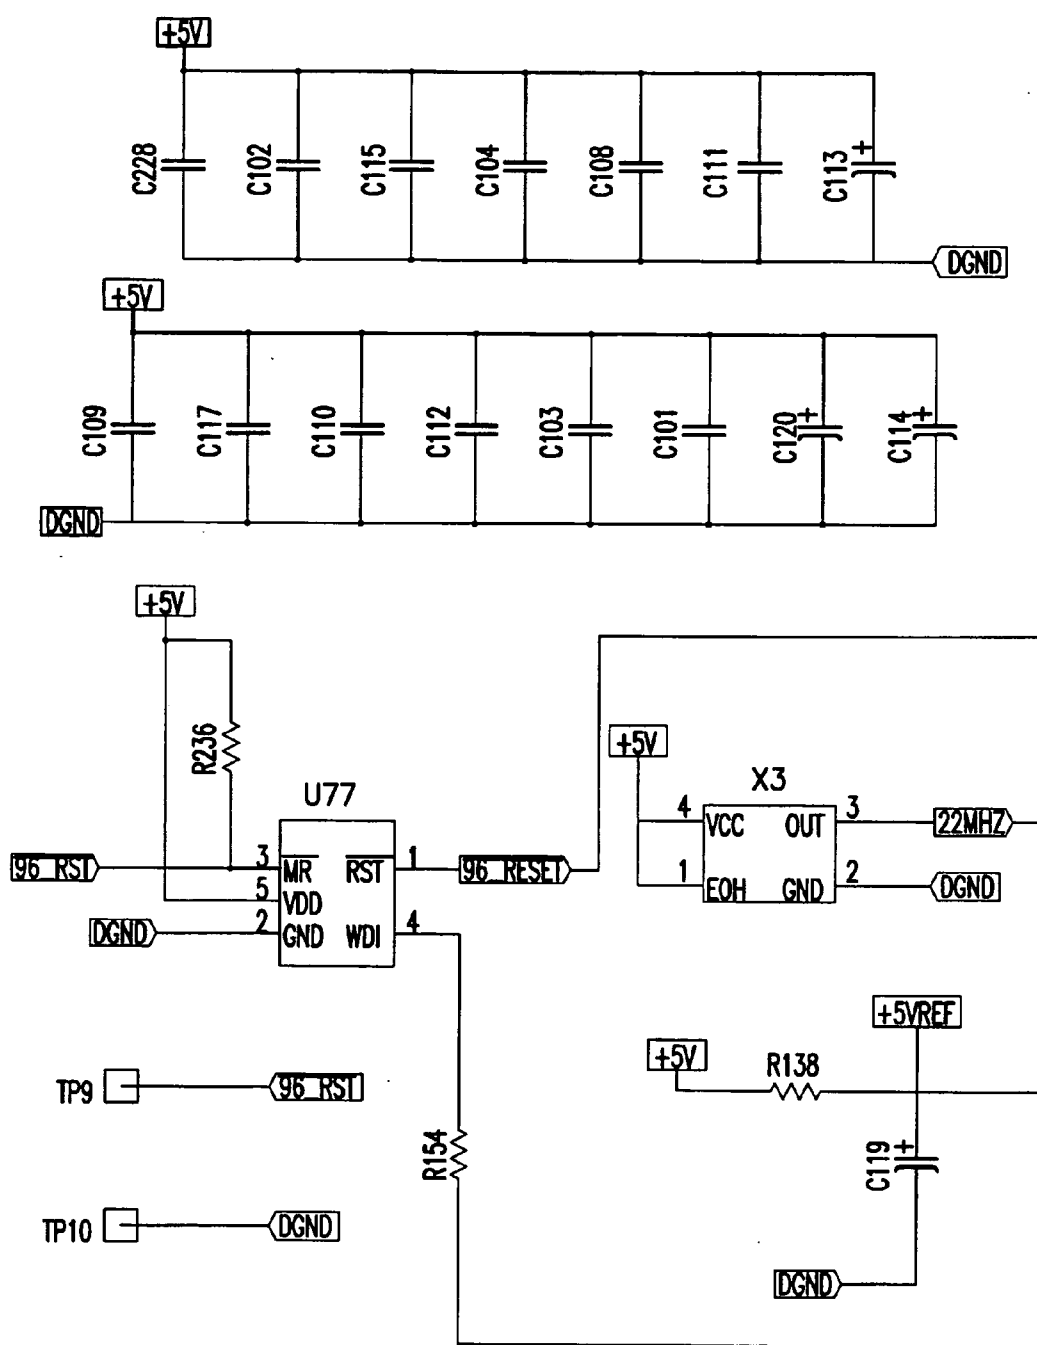 +5V
C228
C102
C115
C104
C108
C111
C113
+
DGND
+5V
C109
C117
C110
C112
C103
C101
C120
+
C114
+
DGND
+5V
R236
U77
96_RST
3 MR RST 1
5 VDD
DGND
2 GND WDI 4
96_RESET
+5V
X3
4 VCC OUT 3
22MHZ
1 EOH GND 2
DGND
+5VREF
+5V
R138
TP9
96_RST
R154
C119
+
TP10
DGND
DGND